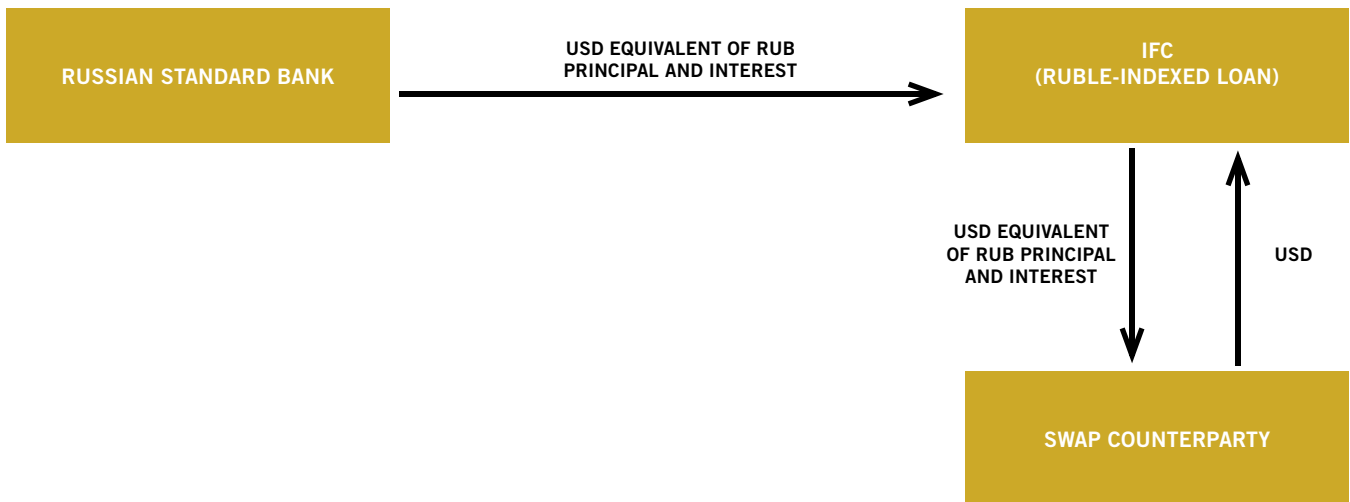 RUSSIAN STANDARD BANK
USD EQUIVALENT OF RUB
PRINCIPAL AND INTEREST
IFC
(RUBLE-INDEXED LOAN)
USD EQUIVALENT
OF RUB PRINCIPAL
AND INTEREST
USD
SWAP COUNTERPARTY